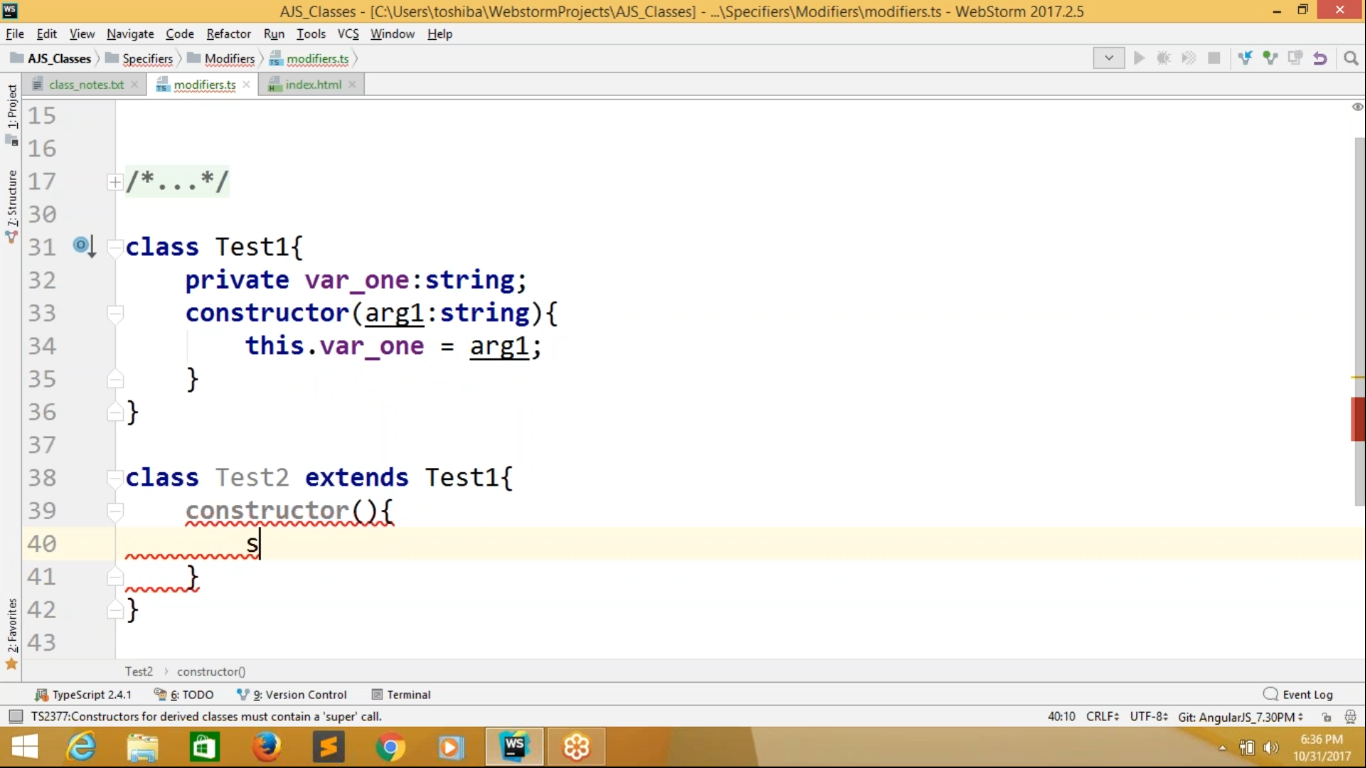 AJS_Classes - [C:\Users\toshiba\WebstormProjects\AJS_Classes] - ...\Specifiers\Modifiers\modifiers.ts - WebStorm 2017.2.5
File Edit View Navigate Code Refactor Run Tools VCS Window Help
AJS_Classes Specifiers Modifiers modifiers.ts
class_notes.txt modifiers.ts index.html
1: Project
Z: Structure
2: Favorites
15
16
17 /*...*/
30
31 class Test1{
32 private var_one:string;
33 constructor(arg1:string){
34 this.var_one = arg1;
35 }
36 }
37
38 class Test2 extends Test1{
39 constructor(){
40 s
41 }
42 }
43
Test2 constructor()
TypeScript 2.4.1 6: TODO 9: Version Control Terminal Event Log
TS2377:Constructors for derived classes must contain a 'super' call. 40:10 CRLF UTF-8 Git: AngularJS_7.30PM
6:36 PM
10/31/2017